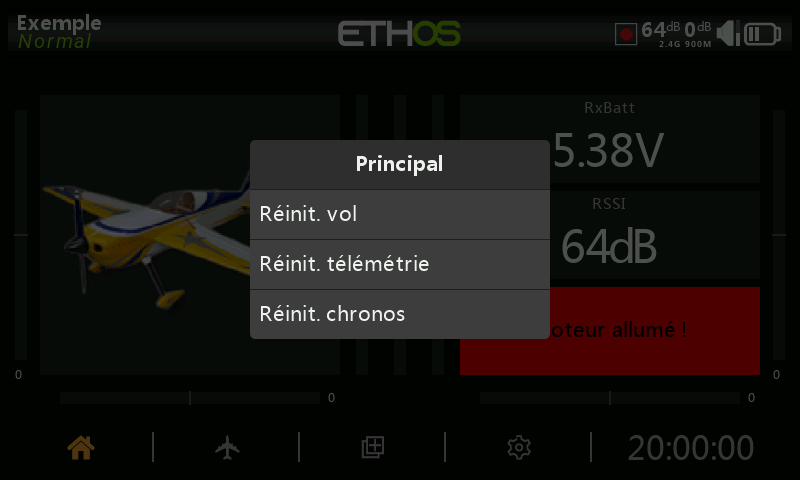 Exemple
Normal
ETHOS
64dB 0dB
2.4G 900M
RxBatt
5.38V
RSSI
64dB
Principal
Réinit. vol
Réinit. télémétrie
Réinit. chronos
allumé !
0
0
0
0
20:00:00